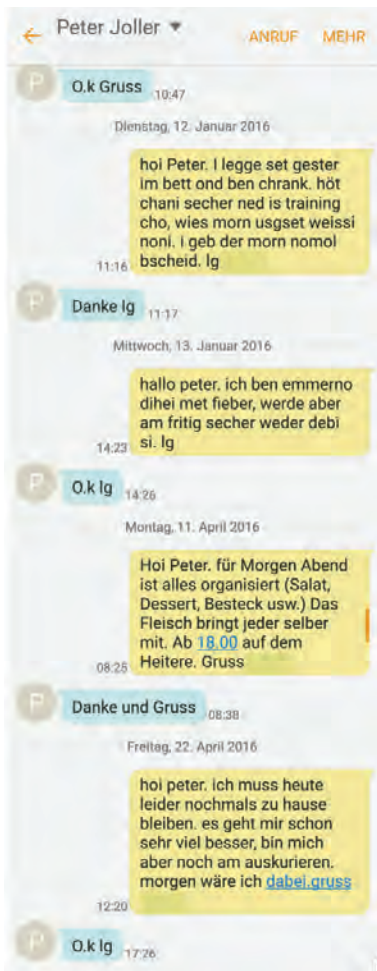 Peter Joller
ANRUF MEHR
P
O.k Gruss
10:47
Dienstag, 12. Januar 2016
hoi Peter. I legge set gester
im bett ond ben chrank. höt
chani secher ned is training
cho, wies morn usgset weissi
noni. i geb der morn nomol
bscheid. lg
11:16
P
Danke lg
11:17
Mittwoch, 13. Januar 2016
hallo peter. ich ben emmerno
dihei met fieber, werde aber
am fritig secher weder debi
si. lg
14:23
P
O.k lg
14:26
Montag, 11. April 2016
Hoi Peter. für Morgen Abend
ist alles organisiert (Salat,
Dessert, Besteck usw.) Das
Fleisch bringt jeder selber
mit. Ab 18.00 auf dem
Heitere. Gruss
08:25
P
Danke und Gruss
08:38
Freitag, 22. April 2016
hoi peter. ich muss heute
leider nochmals zu hause
bleiben. es geht mir schon
sehr viel besser, bin mich
aber noch am auskurieren.
morgen wäre ich dabei.gruss
12:20
P
O.k lg
17:26